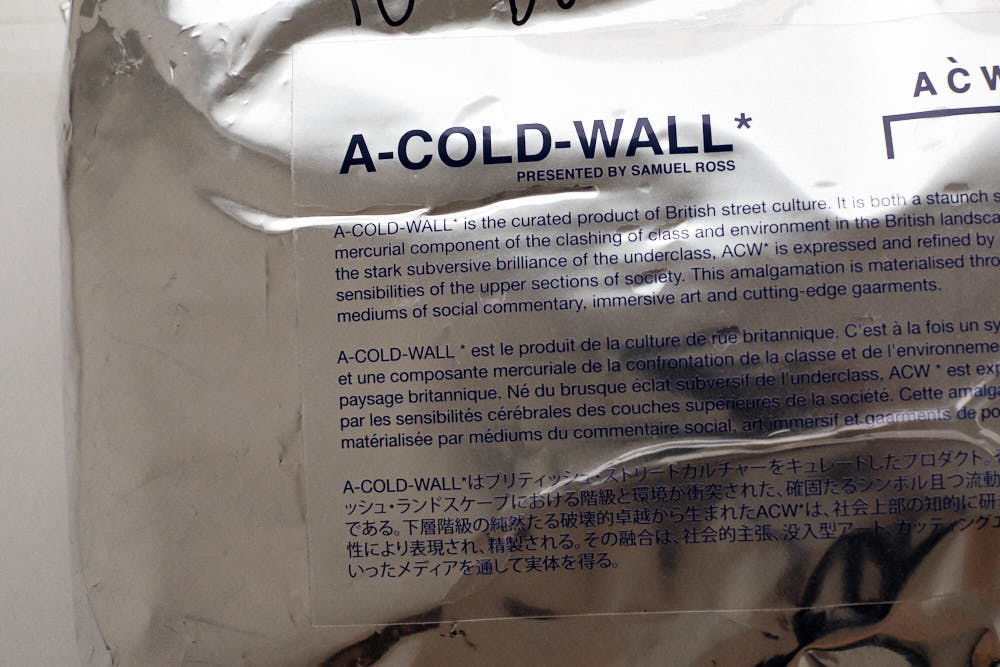 A-COLD-WALL*
PRESENTED BY SAMUEL ROSS
ACW
A-COLD-WALL* is the curated product of British street culture. It is both a staunch s
mercurial component of the clashing of class and environment in the British landsca
the stark subversive brilliance of the underclass, ACW* is expressed and refined by
sensibilities of the upper sections of society. This amalgamation is materialised thro
mediums of social commentary, immersive art and cutting-edge gaarments.
A-COLD-WALL * est le produit de la culture de rue britannique. C'est à la fois un sy
et une composante mercuriale de la confrontation de la classe et de l'environneme
paysage britannique. Né du brusque éclat subversif de l'underclass, ACW * est exp
par les sensibilités cérébrales des couches supérieures de la société. Cette amalga
matérialisée par médiums du commentaire social, art immersif et gaarments de po
A-COLD-WALL*はブリティッシュ・ストリートカルチャーをキュレートしたプロダクト。そ
ッシュ・ランドスケープにおける階級と環境が衝突された、確固たるシンボル且つ流動
である。下層階級の純然たる破壊的卓越から生まれたACW*は、社会上部の知的に研
性により表現され、精製される。その融合は、社会的主張、没入型アート、カッティングエ
いったメディアを通して実体を得る。